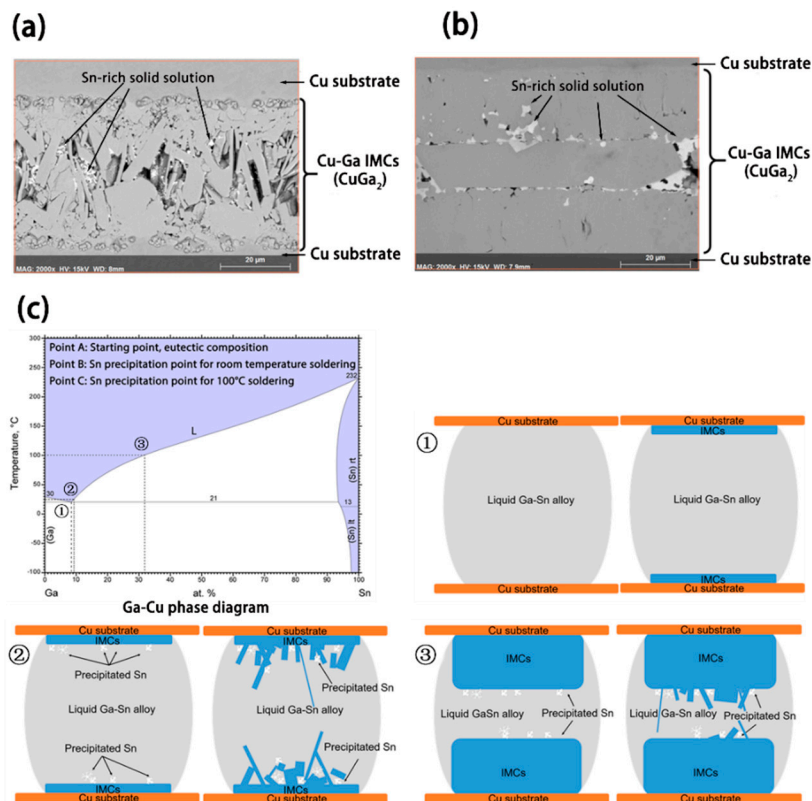 (a)
Sn-rich solid solution
Cu substrate
Cu-Ga IMCs
(CuGa2)
Cu substrate
MAG: 2000x HV: 15kV WD: 8mm
20 μm
(b)
Cu substrate
Sn-rich solid solution
Cu-Ga IMCs
(CuGa2)
Cu substrate
MAG: 2000x HV: 15kV WD: 7.9mm
20 μm
(c)
Point A: Starting point, eutectic composition
Point B: Sn precipitation point for room temperature soldering
Point C: Sn precipitation point for 100°C soldering
300
250
200
150
100
50
0
-50
-100
Temperature, °C
232
L
③
30
②
①
21
13
(Ga)
(Sn) rt
(Sn) lt
0 10 20 30 40 50 60 70 80 90 100
Ga at. % Sn
Ga-Cu phase diagram
①
Cu substrate
Liquid Ga-Sn alloy
Cu substrate
Cu substrate
IMCs
Liquid Ga-Sn alloy
IMCs
Cu substrate
②
Cu substrate
IMCs
Precipitated Sn
Liquid Ga-Sn alloy
Precipitated Sn
IMCs
Cu substrate
Cu substrate
IMCs
Precipitated Sn
Liquid Ga-Sn alloy
Precipitated Sn
IMCs
Cu substrate
③
Cu substrate
IMCs
Liquid GaSn alloy
Precipitated Sn
IMCs
Cu substrate
Cu substrate
IMCs
Liquid Ga-Sn alloy
Precipitated Sn
IMCs
Cu substrate